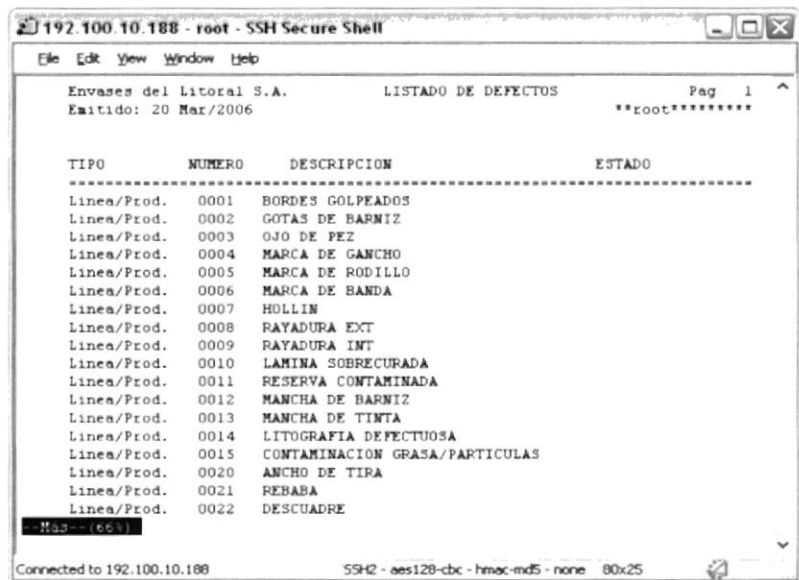 192.100.10.188 - root - SSH Secure Shell
File Edit View Window Help
Envases del Litoral S.A. LISTADO DE DEFECTOS Pag 1
Emitido: 20 Mar/2006 **root*********
TIPO NUMERO DESCRIPCION ESTADO
Linea/Prod. 0001 BORDES GOLPEADOS
Linea/Prod. 0002 GOTAS DE BARNIZ
Linea/Prod. 0003 OJO DE PEZ
Linea/Prod. 0004 MARCA DE GANCHO
Linea/Prod. 0005 MARCA DE RODILLO
Linea/Prod. 0006 MARCA DE BANDA
Linea/Prod. 0007 HOLLIN
Linea/Prod. 0008 RAYADURA EXT
Linea/Prod. 0009 RAYADURA INT
Linea/Prod. 0010 LAMINA SOBRECURADA
Linea/Prod. 0011 RESERVA CONTAMINADA
Linea/Prod. 0012 MANCHA DE BARNIZ
Linea/Prod. 0013 MANCHA DE TINTA
Linea/Prod. 0014 LITOGRAFIA DEFECTUOSA
Linea/Prod. 0015 CONTAMINACION GRASA/PARTICULAS
Linea/Prod. 0020 ANCHO DE TIRA
Linea/Prod. 0021 REBABA
Linea/Prod. 0022 DESCUADRE
--Más--(66%)
Connected to 192.100.10.188 SSH2 - aes128-cbc - hmac-md5 - none 80x25